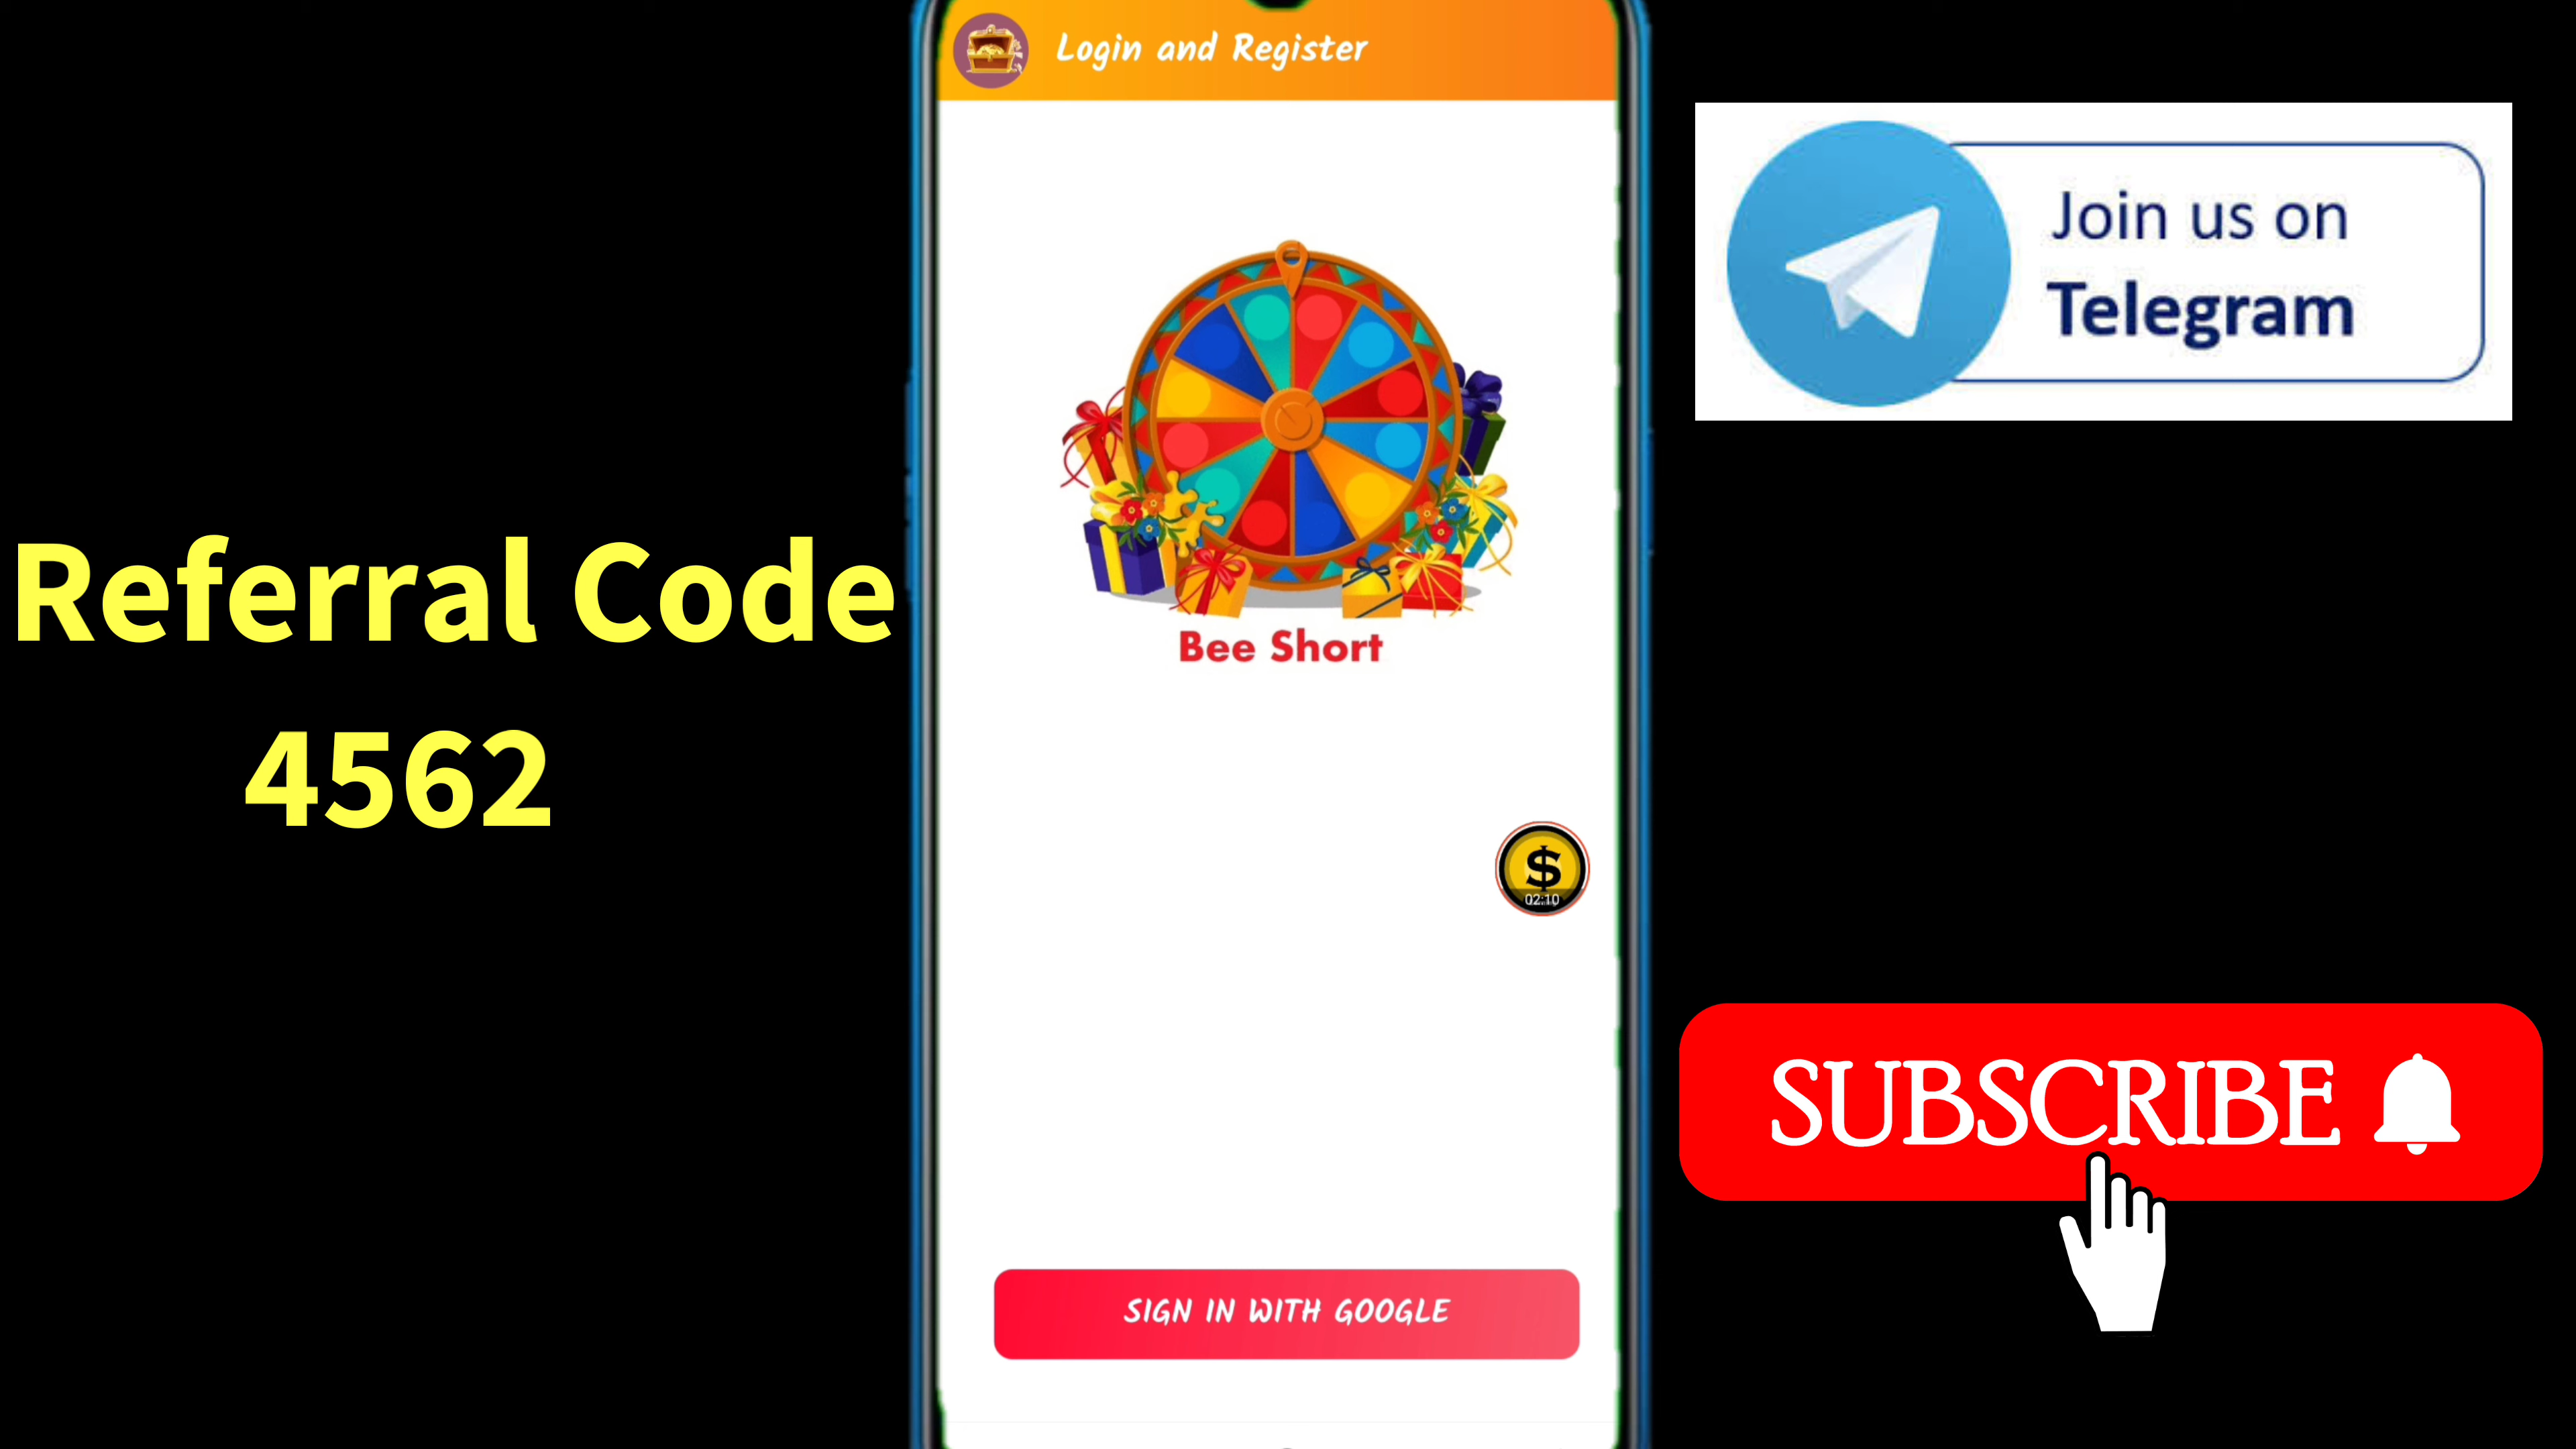 Login and Register
Join us on
Telegram
Referral Code
4562
Bee Short
$
02:10
SUBSCRIBE
SIGN IN WITH GOOGLE